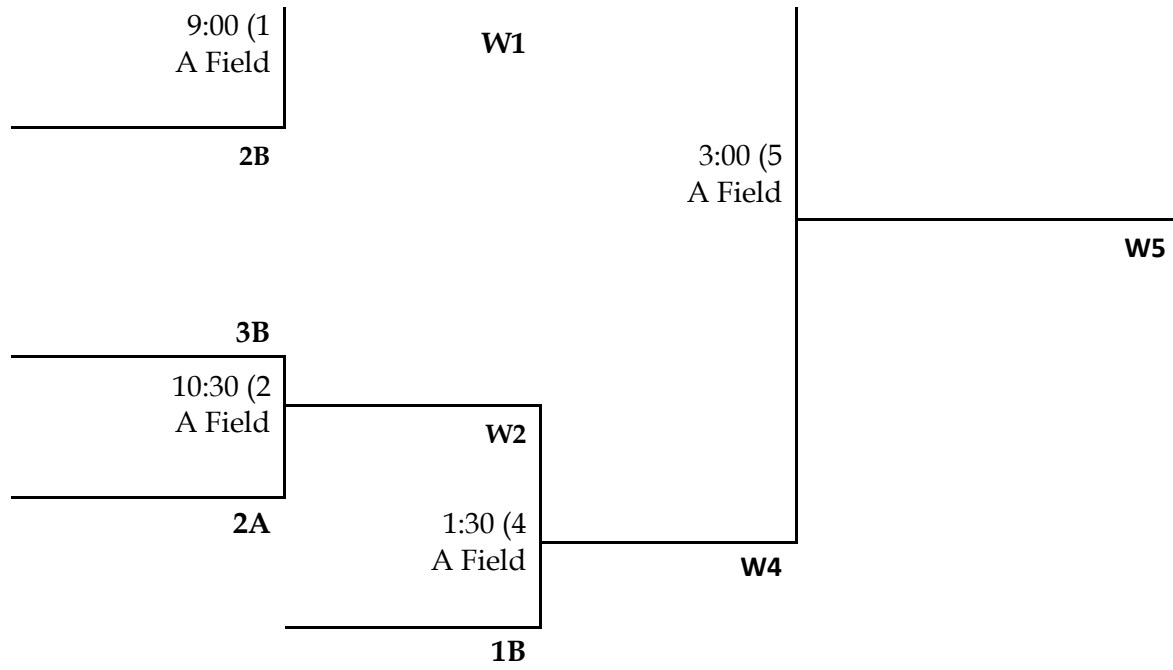 9:00 (1
A Field
W1
2B
3:00 (5
A Field
W5
3B
10:30 (2
A Field
W2
2A
1:30 (4
A Field
W4
1B